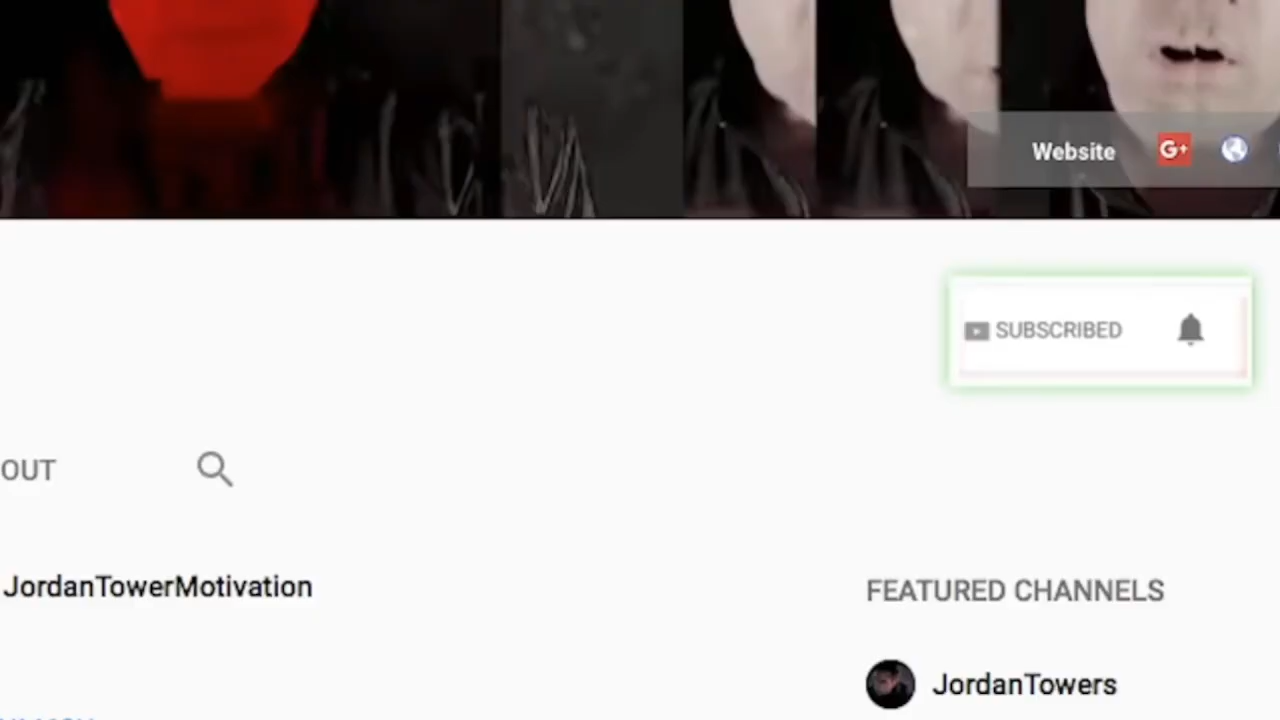 Website G+
SUBSCRIBED
OUT
JordanTowerMotivation
FEATURED CHANNELS
JordanTowers